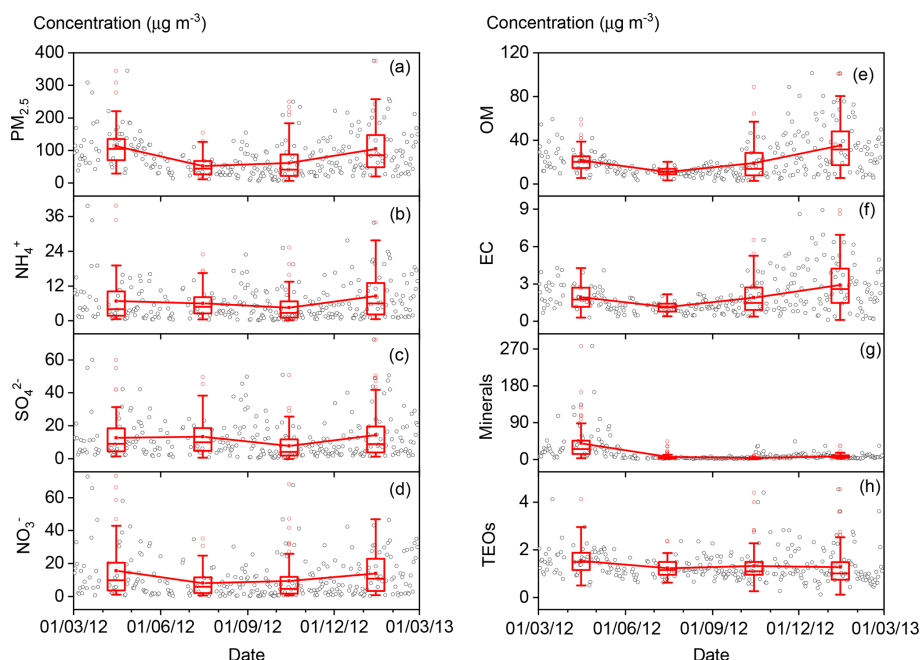 Concentration (μg m⁻³)
Concentration (μg m⁻³)
400
300
200
100
0
PM₂.₅
(a)
36
24
12
0
NH₄⁺
(b)
60
40
20
0
SO₄²⁻
(c)
60
40
20
0
NO₃⁻
(d)
01/03/12 01/06/12 01/09/12 01/12/12 01/03/13
Date
120
80
40
0
OM
(e)
9
6
3
0
EC
(f)
270
180
90
0
Minerals
(g)
4
2
0
TEOs
(h)
01/03/12 01/06/12 01/09/12 01/12/12 01/03/13
Date